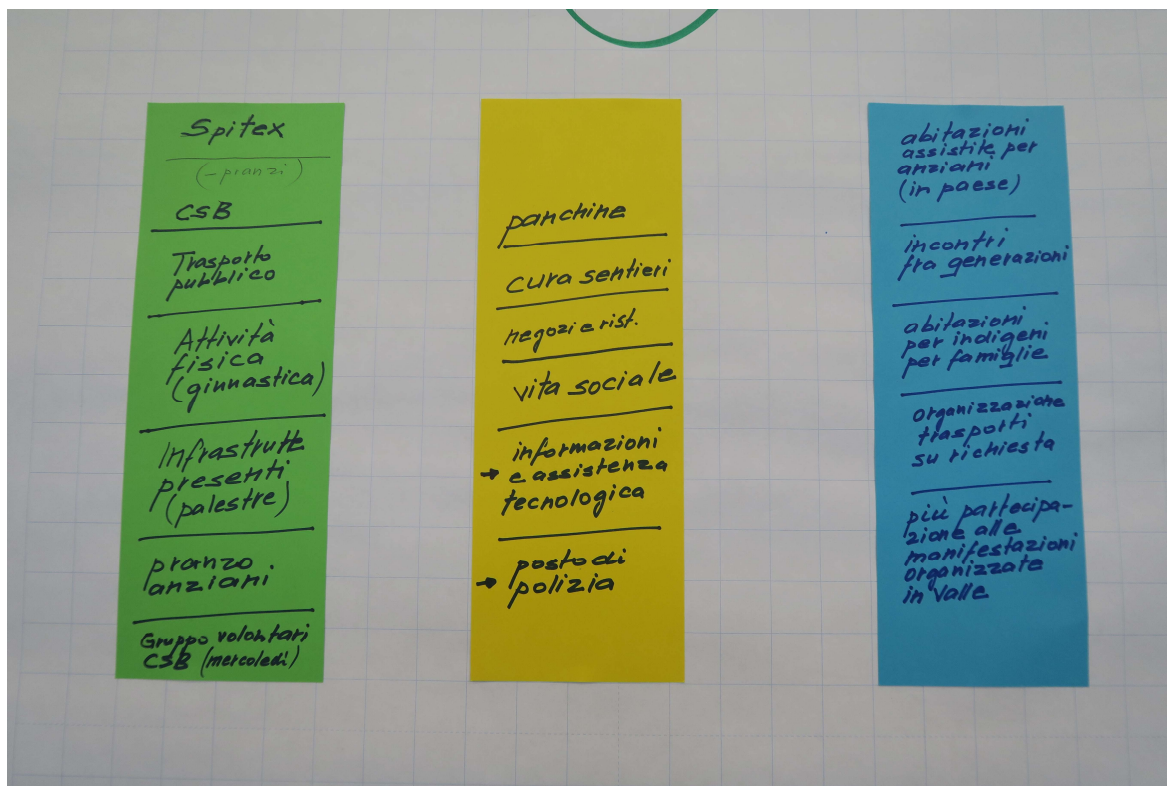 Spitex
(-pranzi)
CSB
Trasporto
pubblico
Attività
fisica
(ginnastica)
Infrastrutt
presenti
(palestre)
pranzo
anziani
Gruppo volontari
CSB (mercoledì)
panchine
cura sentieri
negozi e rist.
vita sociale
informazioni
→ e assistenza
tecnologica
posto di
→ polizia
abitazioni
assistite per
anziani
(in paese)
incontri
fra generazioni
abitazioni
per indigeni
per famiglie
organizzazione
trasporti
su richiesta
più partecipa-
zione alle
manifestazioni
organizzate
in valle